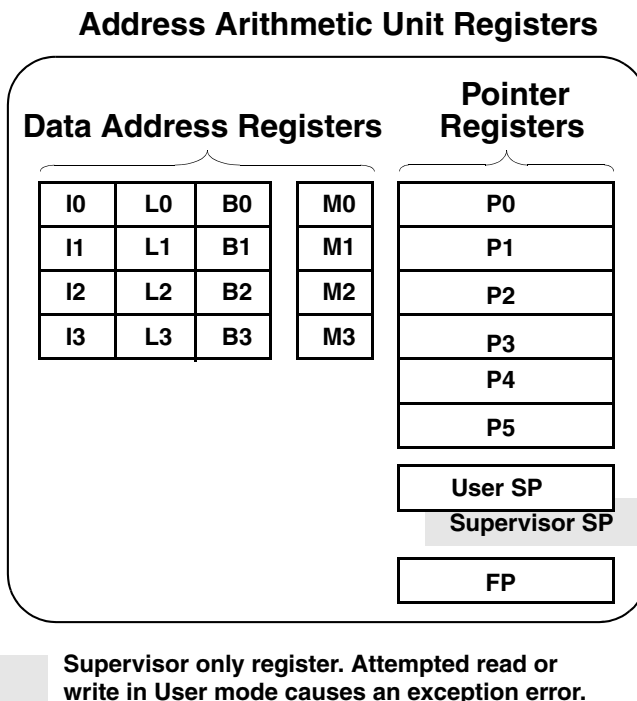 Address Arithmetic Unit Registers
Data Address Registers
Pointer
Registers
I0 L0 B0 M0 P0
I1 L1 B1 M1 P1
I2 L2 B2 M2 P2
I3 L3 B3 M3 P3
P4
P5
User SP
Supervisor SP
FP
Supervisor only register. Attempted read or
write in User mode causes an exception error.